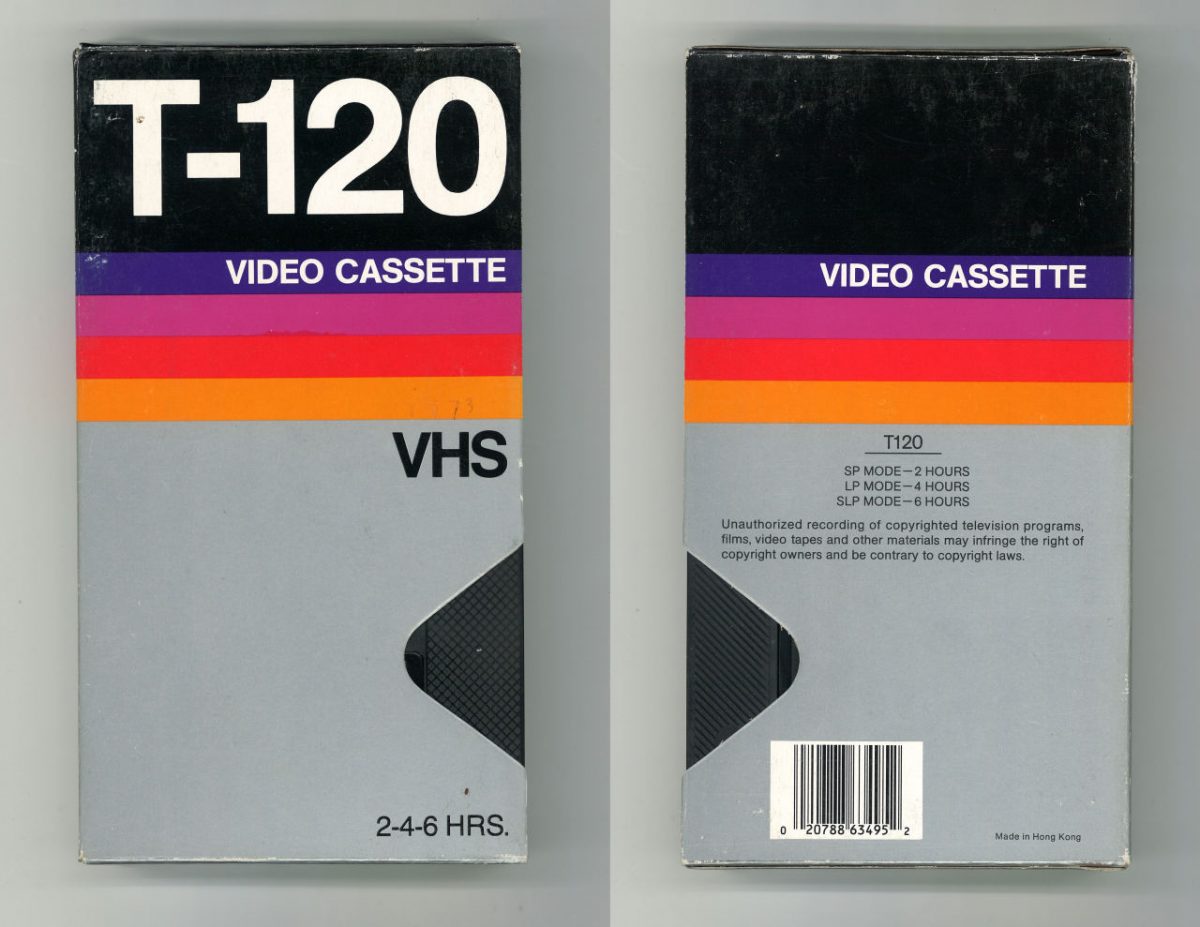 T-120
VIDEO CASSETTE
VHS
2-4-6 HRS.
VIDEO CASSETTE
T120
SP MODE—2 HOURS
LP MODE—4 HOURS
SLP MODE—6 HOURS
Unauthorized recording of copyrighted television programs,
films, video tapes and other materials may infringe the right of
copyright owners and be contrary to copyright laws.
0 20788 63495 2
Made in Hong Kong